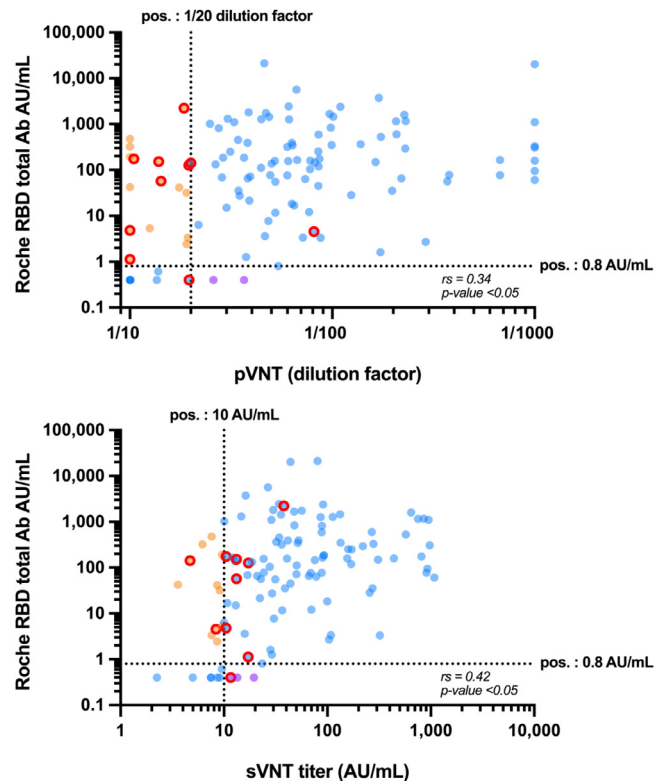 pos. : 1/20 dilution factor
100,000
10,000
1,000
100
10
1
0.1
Roche RBD total Ab AU/mL
pos. : 0.8 AU/mL
rs = 0.34
p-value <0.05
1/10
1/100
1/1000
pVNT (dilution factor)
pos. : 10 AU/mL
100,000
10,000
1,000
100
10
1
0.1
Roche RBD total Ab AU/mL
pos. : 0.8 AU/mL
rs = 0.42
p-value <0.05
1
10
100
1,000
10,000
sVNT titer (AU/mL)